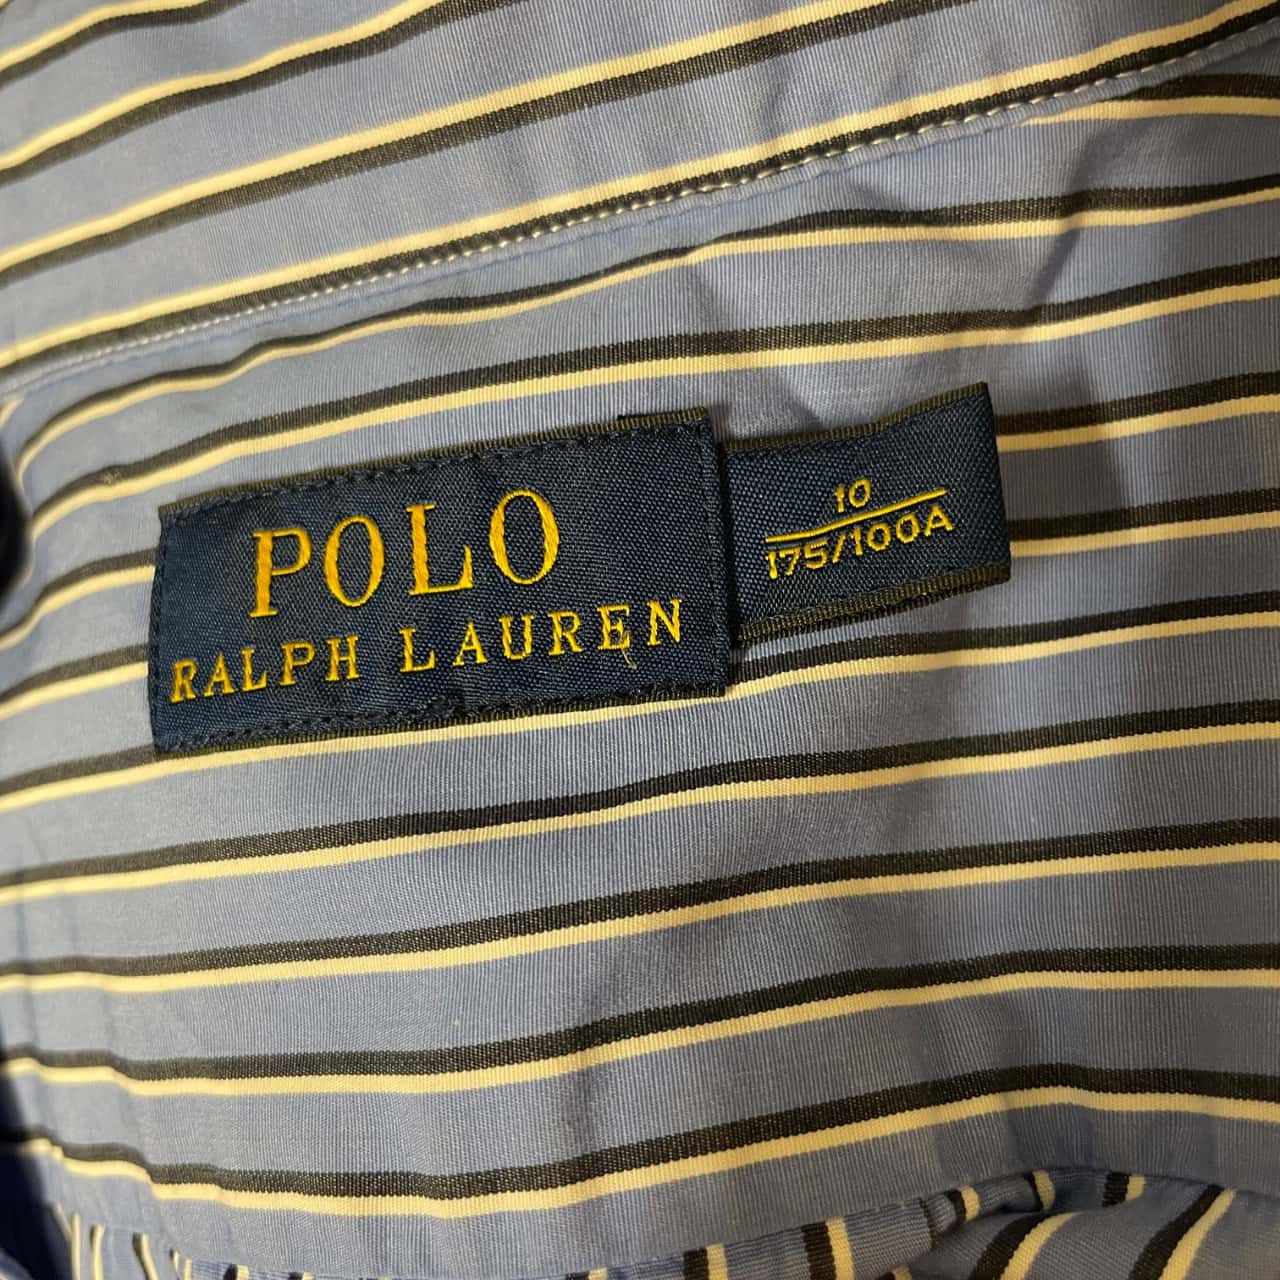 POLO
RALPH LAUREN
10
175/100A